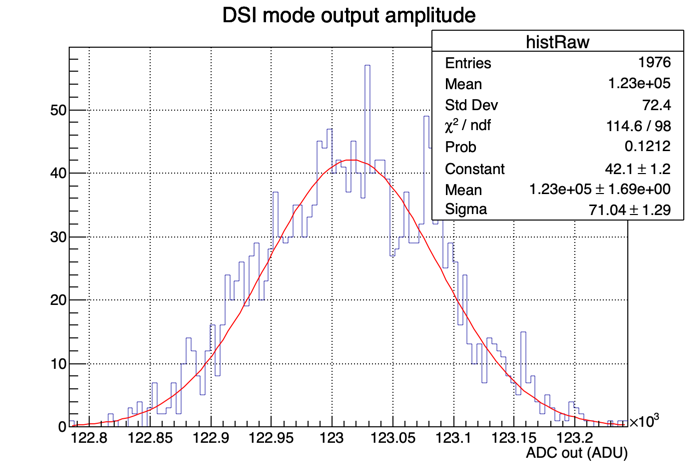 DSI mode output amplitude
histRaw
Entries 1976
Mean 1.23e+05
Std Dev 72.4
χ² / ndf 114.6 / 98
Prob 0.1212
Constant 42.1 ± 1.2
Mean 1.23e+05 ± 1.69e+00
Sigma 71.04 ± 1.29
50
40
30
20
10
0
122.8 122.85 122.9 122.95 123 123.05 123.1 123.15 123.2
×10³
ADC out (ADU)